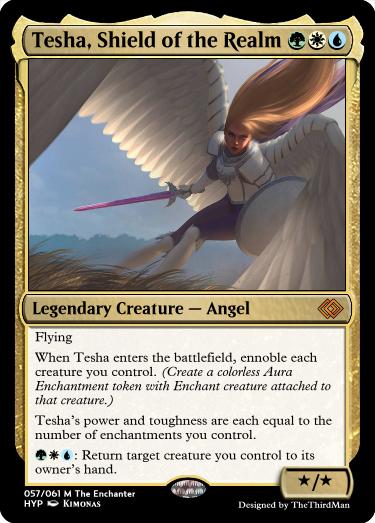 Tesha, Shield of the Realm
Legendary Creature — Angel
Flying
When Tesha enters the battlefield, ennoble each
creature you control. (Create a colorless Aura
Enchantment token with Enchant creature attached to
that creature.)
Tesha's power and toughness are each equal to the
number of enchantments you control.
: Return target creature you control to its
owner's hand.
*/*
057/061 M The Enchanter
HYP Kimonas
Designed by TheThirdMan